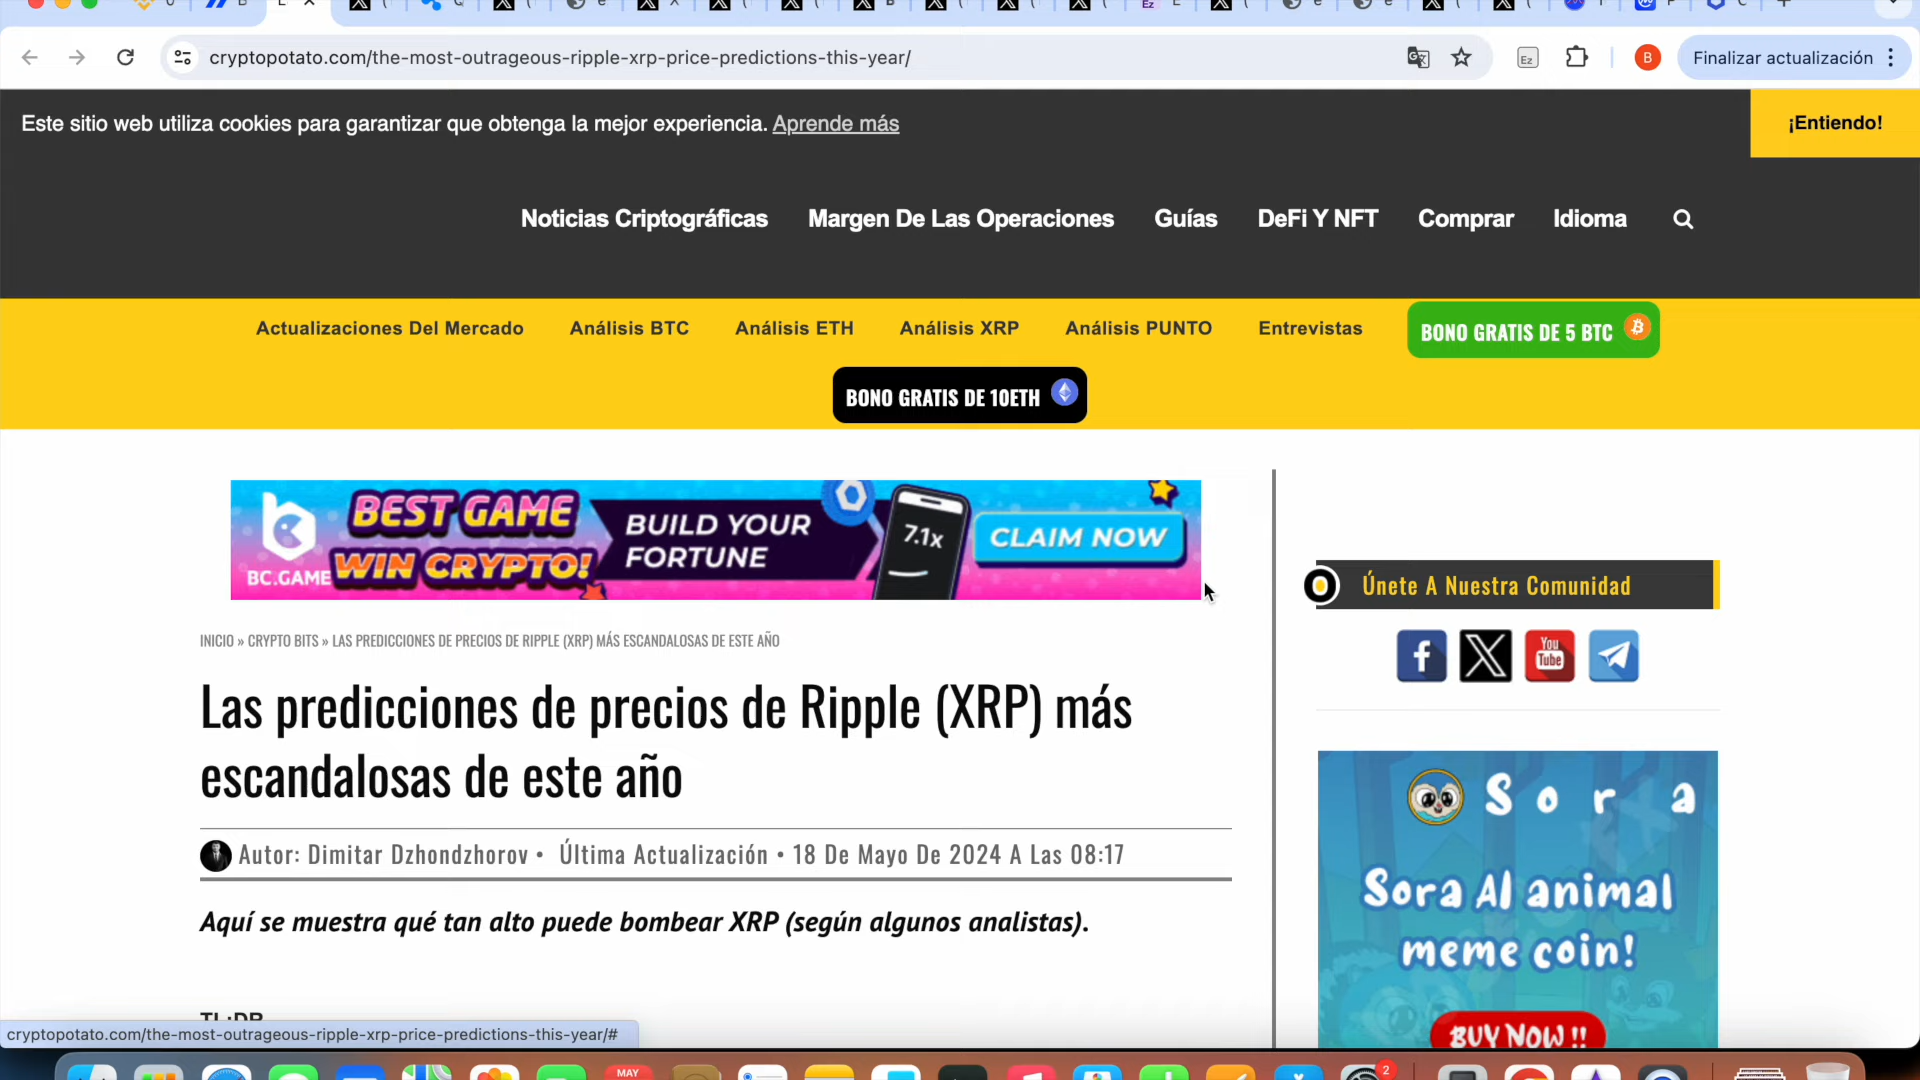 cryptopotato.com/the-most-outrageous-ripple-xrp-price-predictions-this-year/
Ez
B
Finalizar actualización
Este sitio web utiliza cookies para garantizar que obtenga la mejor experiencia. Aprende más
¡Entiendo!
Noticias Criptográficas
Margen De Las Operaciones
Guías
DeFi Y NFT
Comprar
Idioma
Actualizaciones Del Mercado
Análisis BTC
Análisis ETH
Análisis XRP
Análisis PUNTO
Entrevistas
BONO GRATIS DE 5 BTC
BONO GRATIS DE 10ETH
BC.GAME
BEST GAME
WIN CRYPTO!
BUILD YOUR
FORTUNE
7.1x
CLAIM NOW
Únete A Nuestra Comunidad
You
Tube
INICIO » CRYPTO BITS » LAS PREDICCIONES DE PRECIOS DE RIPPLE (XRP) MÁS ESCANDALOSAS DE ESTE AÑO
Las predicciones de precios de Ripple (XRP) más
escandalosas de este año
Autor: Dimitar Dzhondzhorov • Última Actualización • 18 De Mayo De 2024 A Las 08:17
Aquí se muestra qué tan alto puede bombear XRP (según algunos analistas).
Sora
Sora AI animal
meme coin!
BUY NOW !!
TL;DR
cryptopotato.com/the-most-outrageous-ripple-xrp-price-predictions-this-year/#
MAY
2